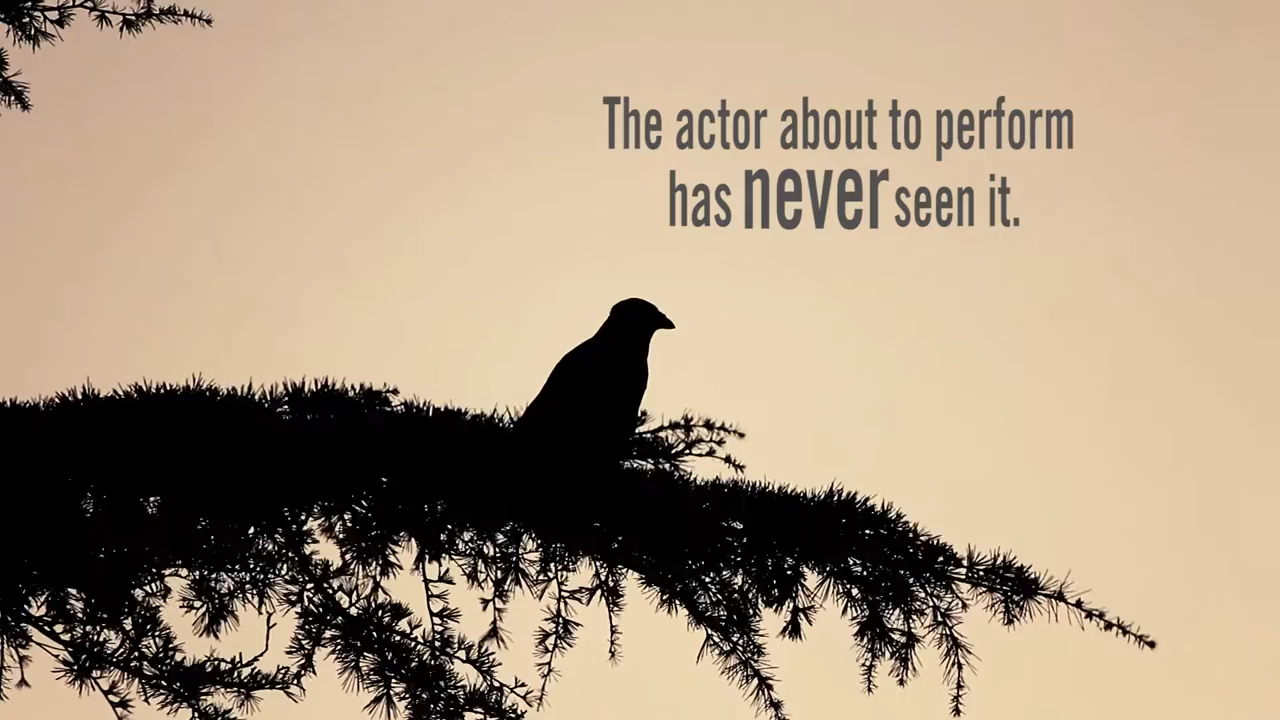 The actor about to perform
has never seen it.